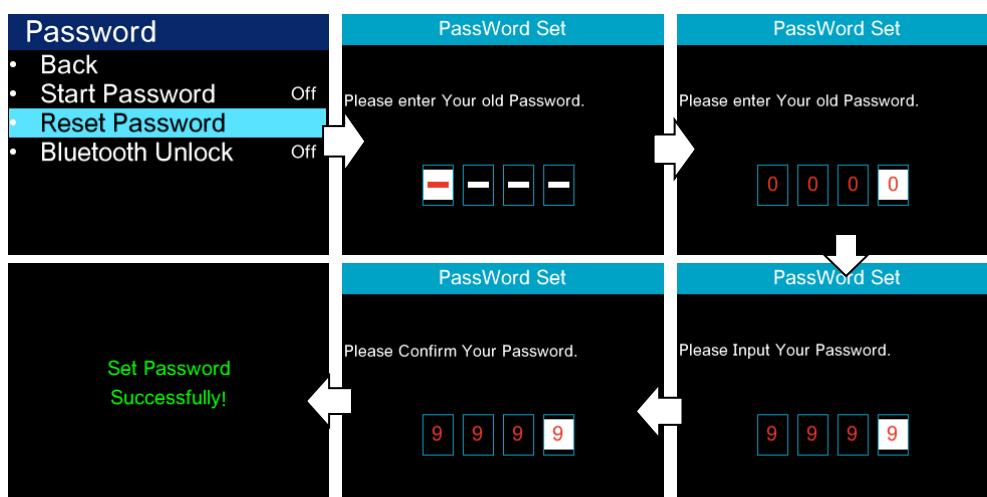 Password
• Back
• Start Password Off
• Reset Password
• Bluetooth Unlock Off
PassWord Set
Please enter Your old Password.
– – – –
PassWord Set
Please enter Your old Password.
0 0 0 0
PassWord Set
Please Input Your Password.
9 9 9 9
PassWord Set
Please Confirm Your Password.
9 9 9 9
Set Password
Successfully!